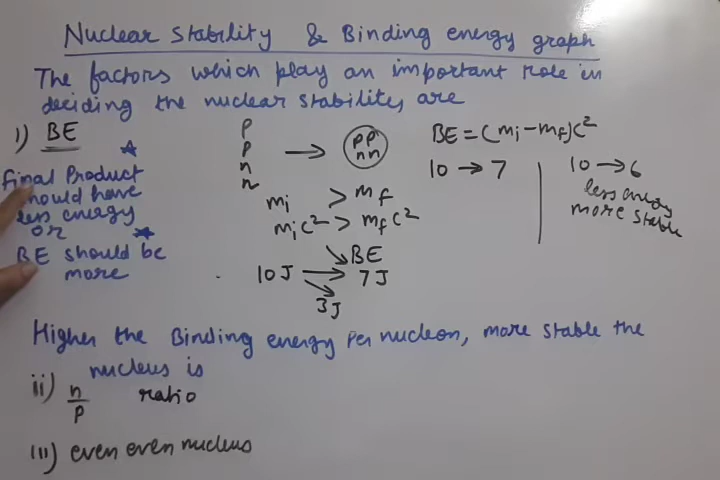 Nuclear stability & Binding energy graph
The factors which play an important role in
deciding the nuclear stability, are
i) BE
Final Product
should have
less energy
or
BE should be
more
p
p
n
n
→
pp
nn
mi > mf
mic² > mfc²
BE
10J → 7J
3J
BE = (mi - mf)c²
10 → 7
10 → 6
less energy
more stable
Higher the Binding energy per nucleon, more stable the
nucleus is
ii) n/p ratio
iii) even even nucleus